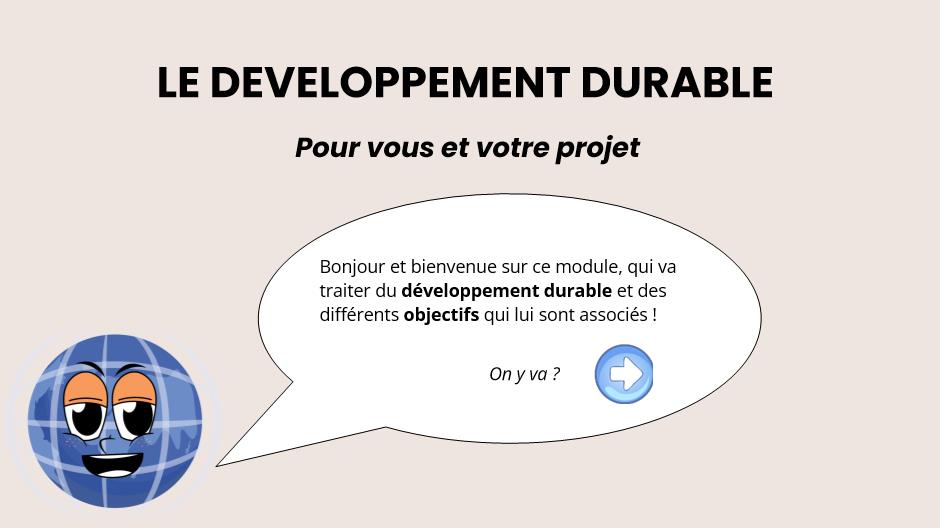 LE DEVELOPPEMENT DURABLE
Pour vous et votre projet
Bonjour et bienvenue sur ce module, qui va
traiter du développement durable et des
différents objectifs qui lui sont associés !
On y va ?